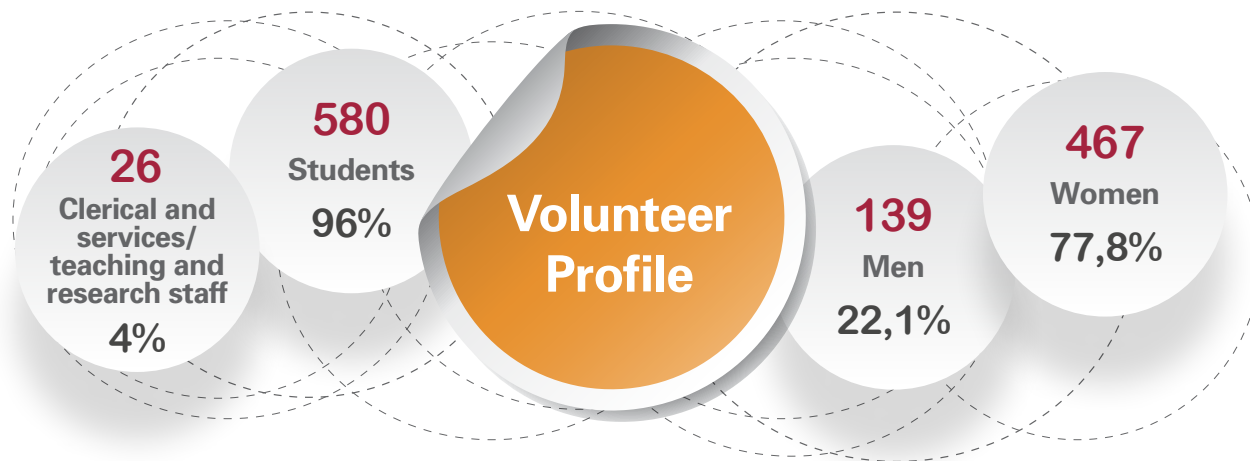 26
Clerical and
services/
teaching and
research staff
4%
580
Students
96%
Volunteer
Profile
139
Men
22,1%
467
Women
77,8%